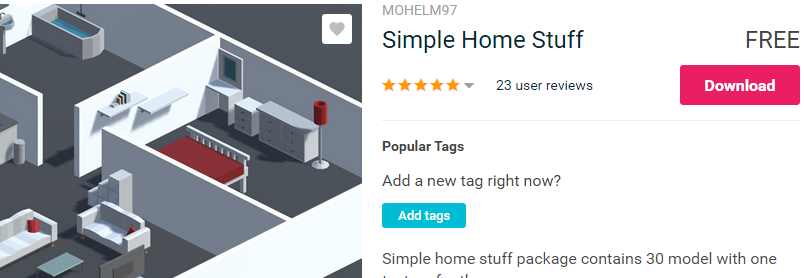 MOHELM97
Simple Home Stuff
FREE
23 user reviews
Download
Popular Tags
Add a new tag right now?
Add tags
Simple home stuff package contains 30 model with one